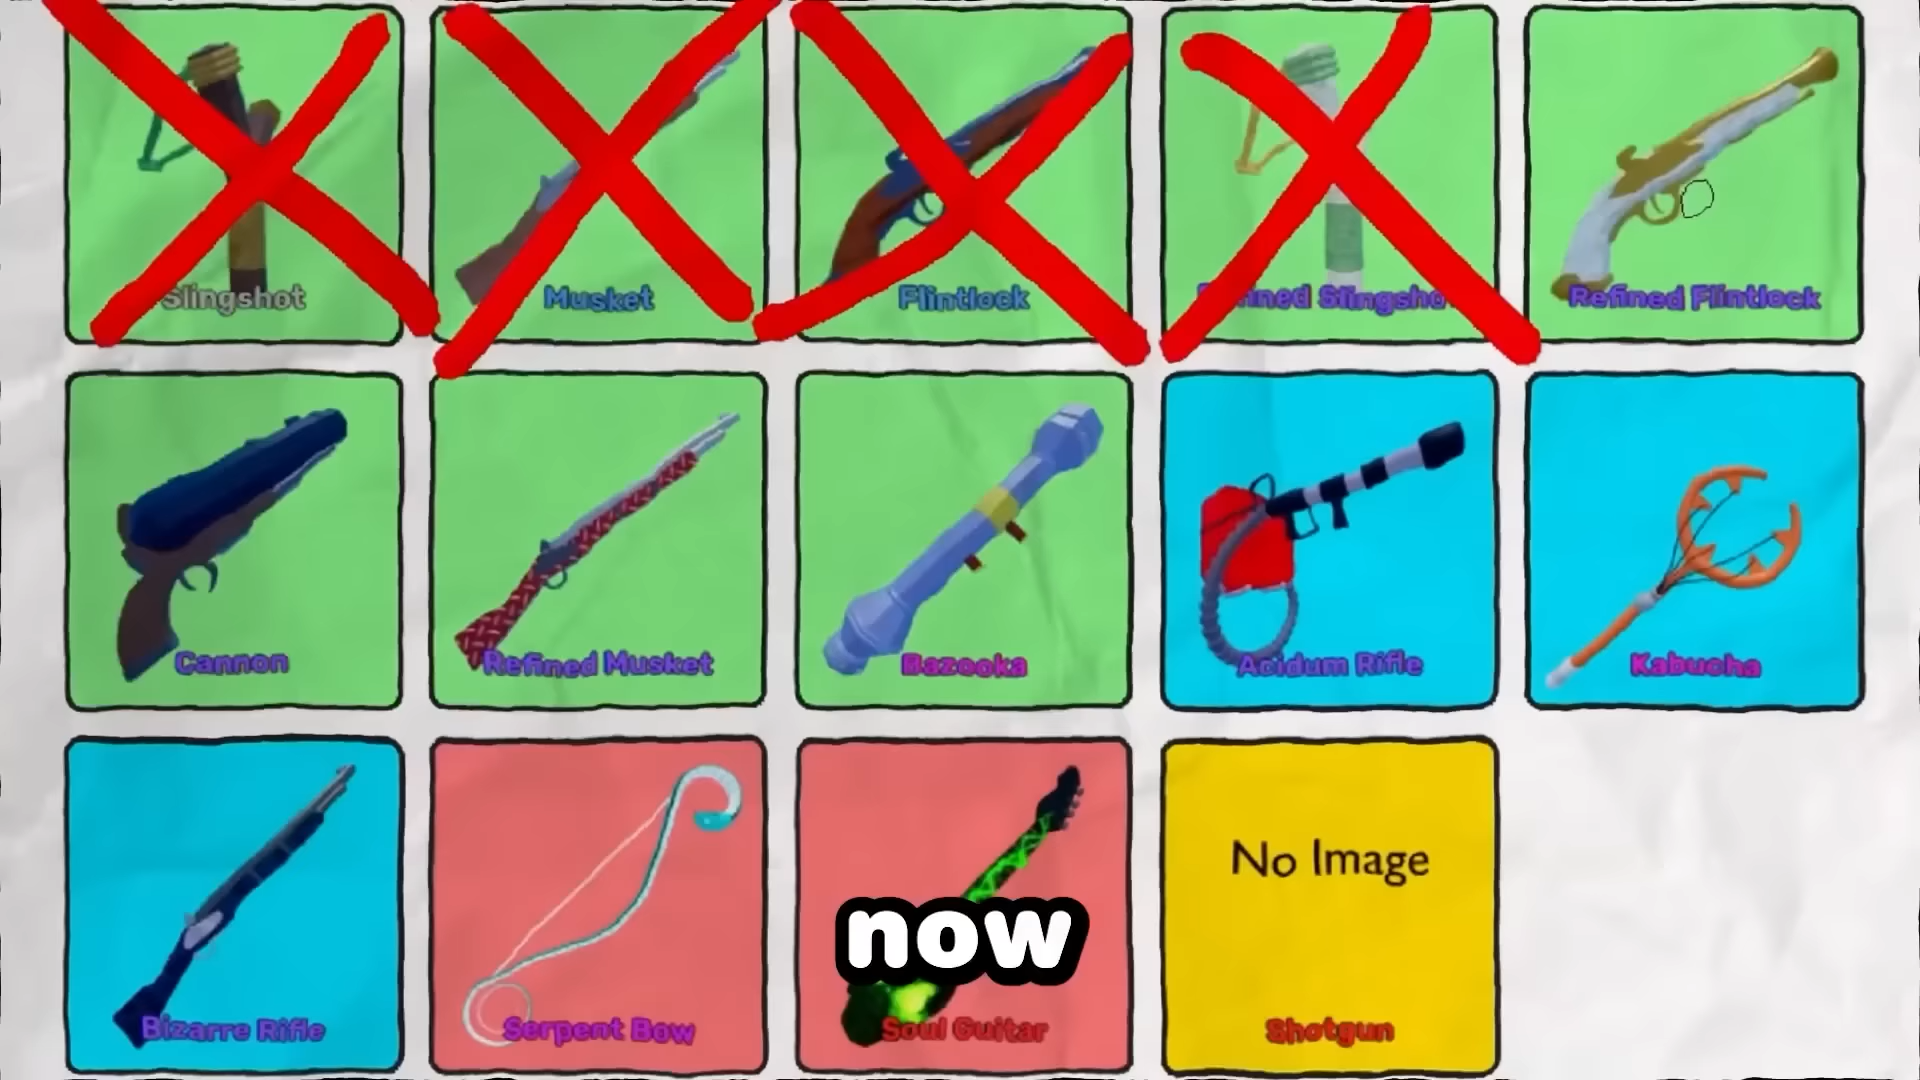 Slingshot
Musket
Flintlock
Slingsho
Refined Flintlock
Cannon
Refined Musket
Bazooka
Acidum Rifle
Kabucha
Bizarre Rifle
Serpent Bow
now
Soul Guitar
No Image
Shotgun